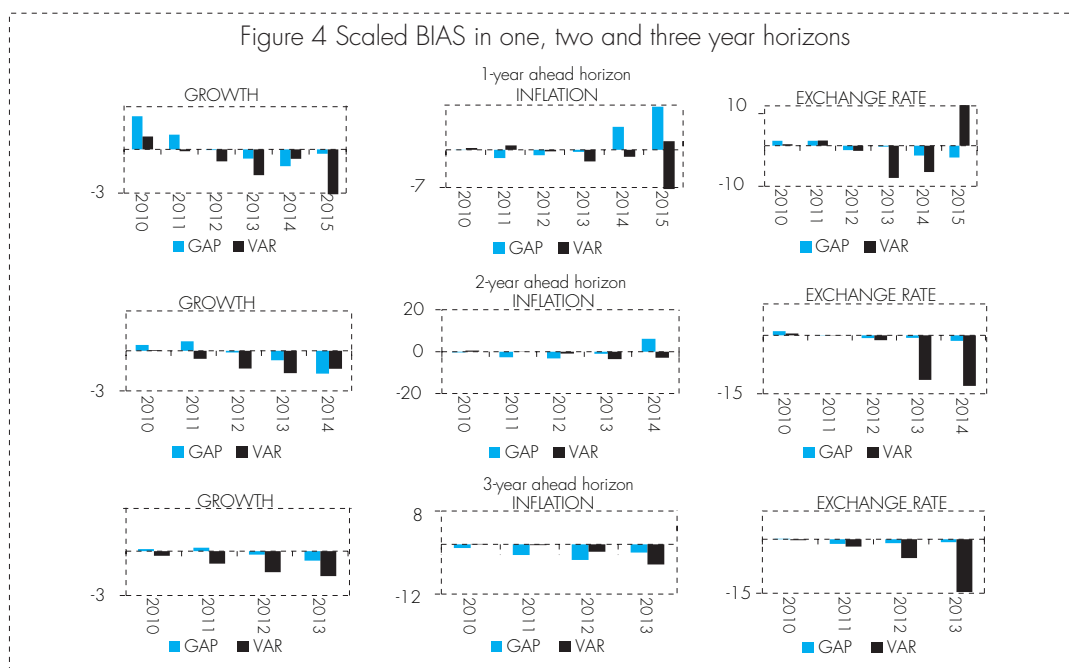 Figure 4 Scaled BIAS in one, two and three year horizons
1-year ahead horizon
GROWTH
-3
2010 2011 2012 2013 2014 2015
GAP VAR
INFLATION
-7
2010 2011 2012 2013 2014 2015
GAP VAR
EXCHANGE RATE
10
-10
2010 2011 2012 2013 2014 2015
GAP VAR
2-year ahead horizon
GROWTH
-3
2010 2011 2012 2013 2014
GAP VAR
INFLATION
20
0
-20
2010 2011 2012 2013 2014
GAP VAR
EXCHANGE RATE
-15
2010 2011 2012 2013 2014
GAP VAR
3-year ahead horizon
GROWTH
-3
2010 2011 2012 2013
GAP VAR
INFLATION
8
-12
2010 2011 2012 2013
GAP VAR
EXCHANGE RATE
-15
2010 2011 2012 2013
GAP VAR